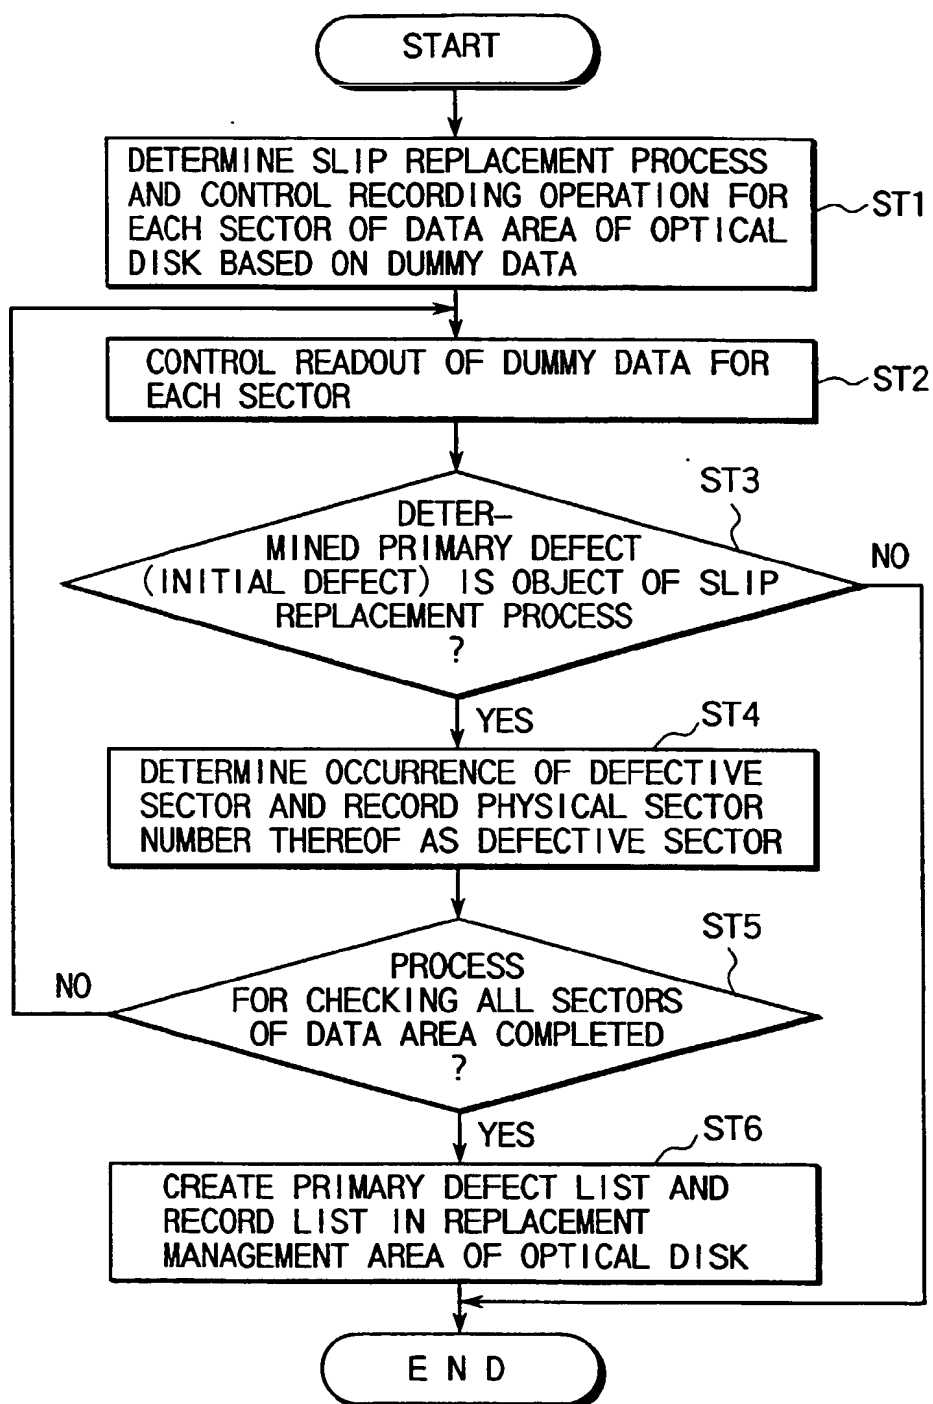 START
DETERMINE SLIP REPLACEMENT PROCESS
AND CONTROL RECORDING OPERATION FOR
EACH SECTOR OF DATA AREA OF OPTICAL
DISK BASED ON DUMMY DATA
ST1
CONTROL READOUT OF DUMMY DATA FOR
EACH SECTOR
ST2
ST3
DETER-
MINED PRIMARY DEFECT
(INITIAL DEFECT) IS OBJECT OF SLIP
REPLACEMENT PROCESS
?
NO
YES
ST4
DETERMINE OCCURRENCE OF DEFECTIVE
SECTOR AND RECORD PHYSICAL SECTOR
NUMBER THEREOF AS DEFECTIVE SECTOR
ST5
PROCESS
FOR CHECKING ALL SECTORS
OF DATA AREA COMPLETED
?
NO
YES
ST6
CREATE PRIMARY DEFECT LIST AND
RECORD LIST IN REPLACEMENT
MANAGEMENT AREA OF OPTICAL DISK
END